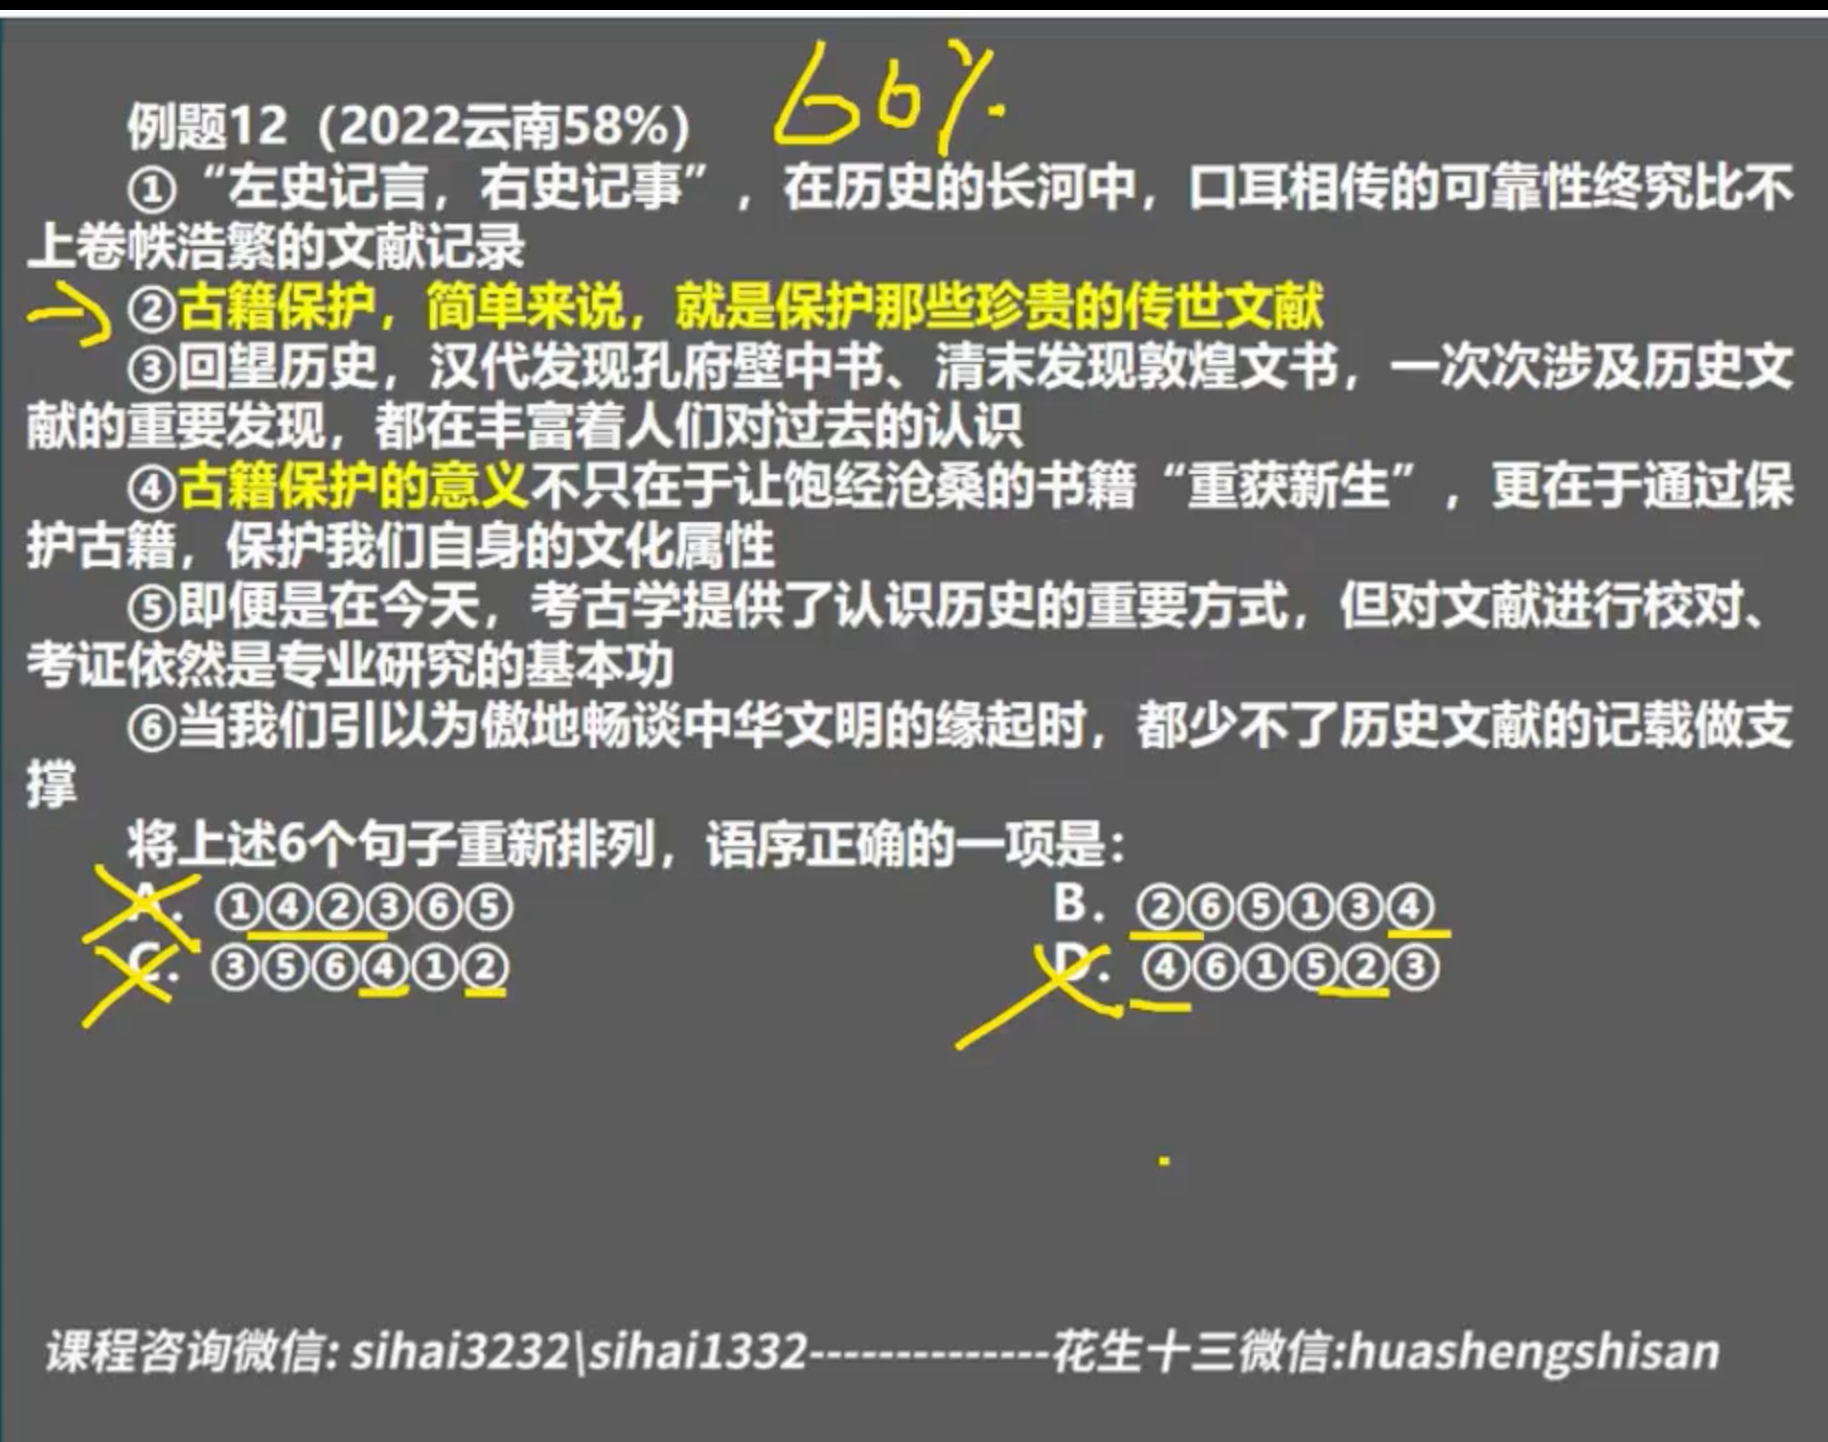 66%
例题12（2022云南58%）
①“左史记言，右史记事”，在历史的长河中，口耳相传的可靠性终究比不
上卷帙浩繁的文献记录
②古籍保护，简单来说，就是保护那些珍贵的传世文献
③回望历史，汉代发现孔府壁中书、清末发现敦煌文书，一次次涉及历史文
献的重要发现，都在丰富着人们对过去的认识
④古籍保护的意义不只在于让饱经沧桑的书籍“重获新生”，更在于通过保
护古籍，保护我们自身的文化属性
⑤即便是在今天，考古学提供了认识历史的重要方式，但对文献进行校对、
考证依然是专业研究的基本功
⑥当我们引以为傲地畅谈中华文明的缘起时，都少不了历史文献的记载做支
撑
将上述6个句子重新排列，语序正确的一项是：
A. ①④②③⑥⑤ B. ②⑥⑤①③④
C. ③⑤⑥④①② D. ④⑥①⑤②③
课程咨询微信: sihai3232\sihai1332--------------花生十三微信:huashengshisan